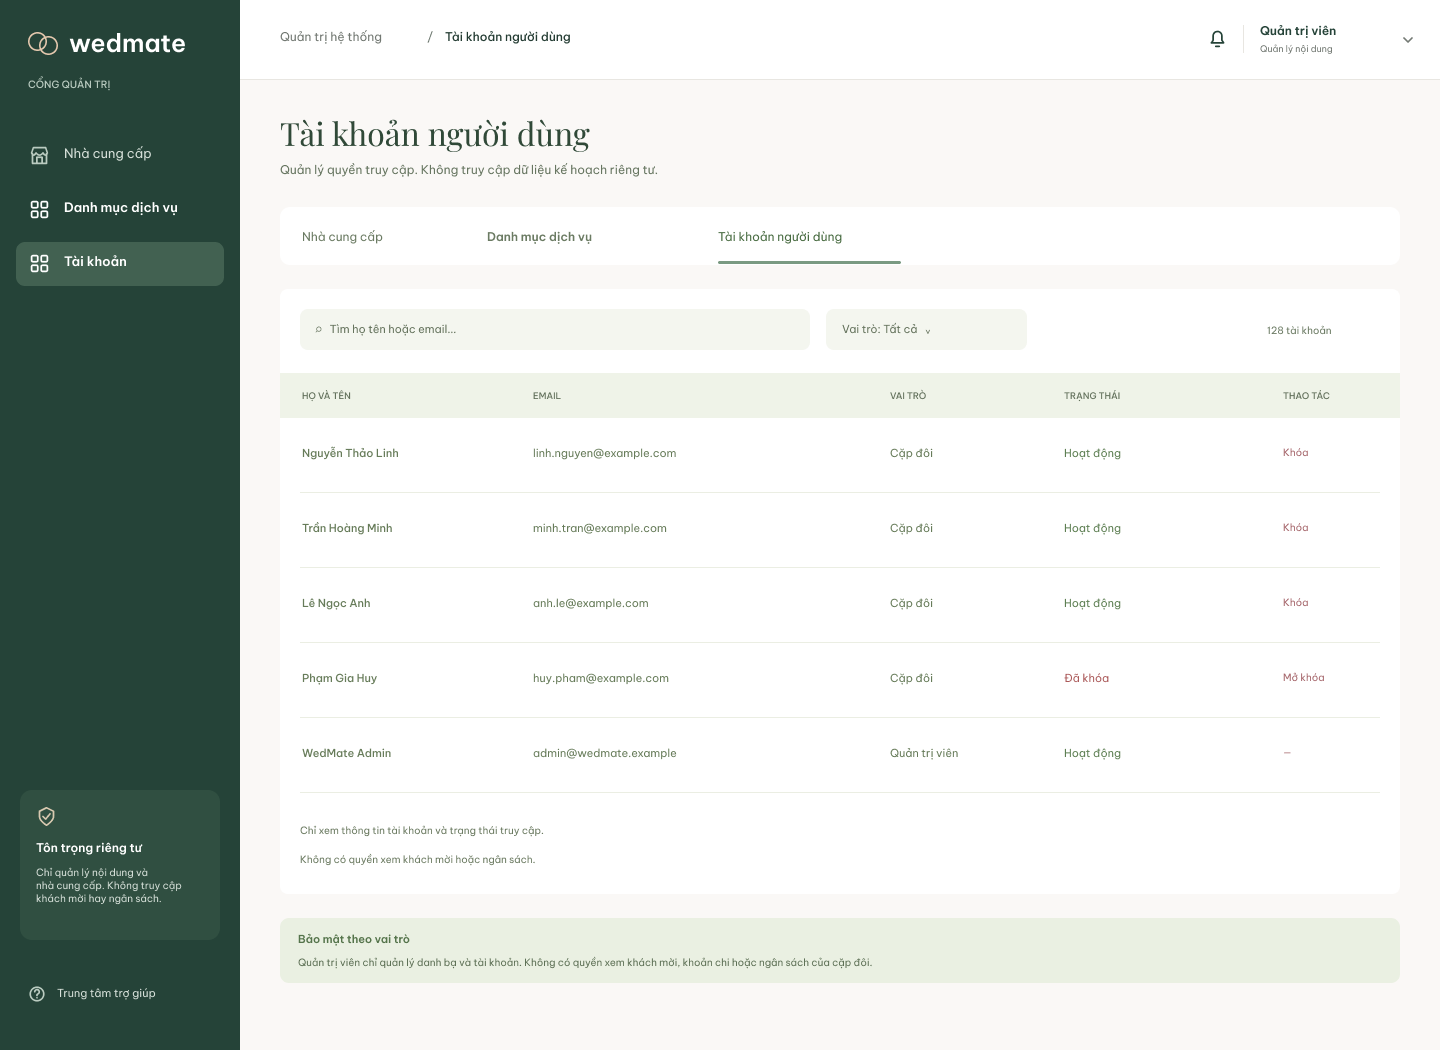 wedmate
CỔNG QUẢN TRỊ
Nhà cung cấp
Danh mục dịch vụ
Tài khoản
Tôn trọng riêng tư
Chỉ quản lý nội dung và
nhà cung cấp. Không truy cập
khách mời hay ngân sách.
Trung tâm trợ giúp
Quản trị hệ thống / Tài khoản người dùng
Quản trị viên
Quản lý nội dung
Tài khoản người dùng
Quản lý quyền truy cập. Không truy cập dữ liệu kế hoạch riêng tư.
Nhà cung cấp Danh mục dịch vụ Tài khoản người dùng
Tìm họ tên hoặc email... Vai trò: Tất cả 128 tài khoản
HỌ VÀ TÊN EMAIL VAI TRÒ TRẠNG THÁI THAO TÁC
Nguyễn Thảo Linh linh.nguyen@example.com Cặp đôi Hoạt động Khóa
Trần Hoàng Minh minh.tran@example.com Cặp đôi Hoạt động Khóa
Lê Ngọc Anh anh.le@example.com Cặp đôi Hoạt động Khóa
Phạm Gia Huy huy.pham@example.com Cặp đôi Đã khóa Mở khóa
WedMate Admin admin@wedmate.example Quản trị viên Hoạt động —
Chỉ xem thông tin tài khoản và trạng thái truy cập.
Không có quyền xem khách mời hoặc ngân sách.
Bảo mật theo vai trò
Quản trị viên chỉ quản lý danh bạ và tài khoản. Không có quyền xem khách mời, khoản chi hoặc ngân sách của cặp đôi.